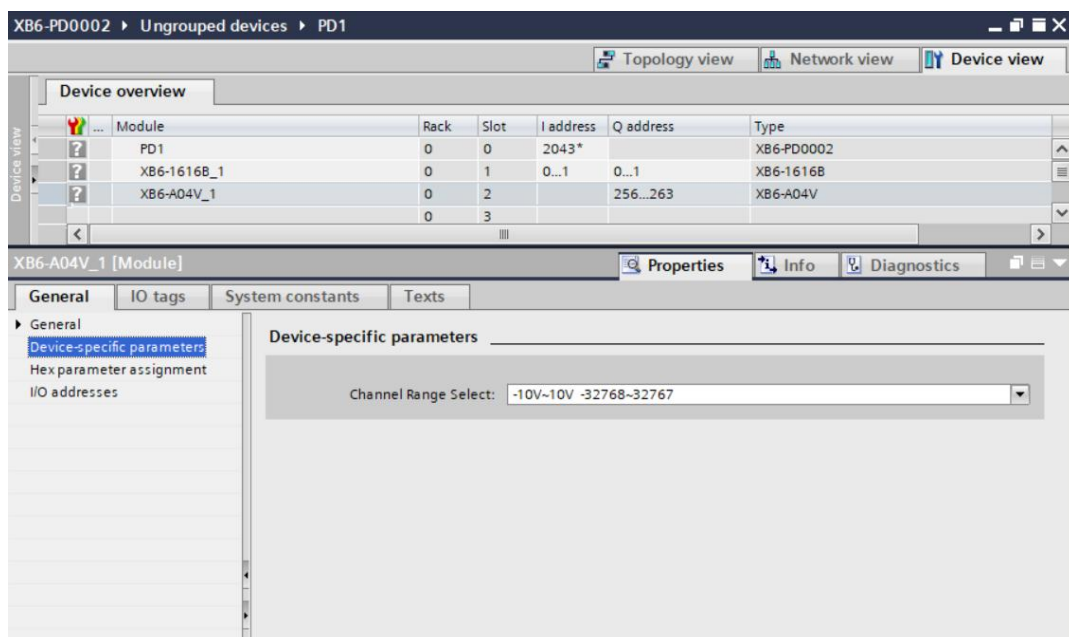 XB6-PD0002 ▸ Ungrouped devices ▸ PD1
Topology view Network view Device view
Device view
Device overview
... Module Rack Slot I address Q address Type
PD1 0 0 2043* XB6-PD0002
XB6-1616B_1 0 1 0...1 0...1 XB6-1616B
XB6-A04V_1 0 2 256...263 XB6-A04V
0 3
XB6-A04V_1 [Module] Properties Info Diagnostics
General IO tags System constants Texts
General
Device-specific parameters
Hex parameter assignment
I/O addresses
Device-specific parameters
Channel Range Select: -10V~10V -32768~32767